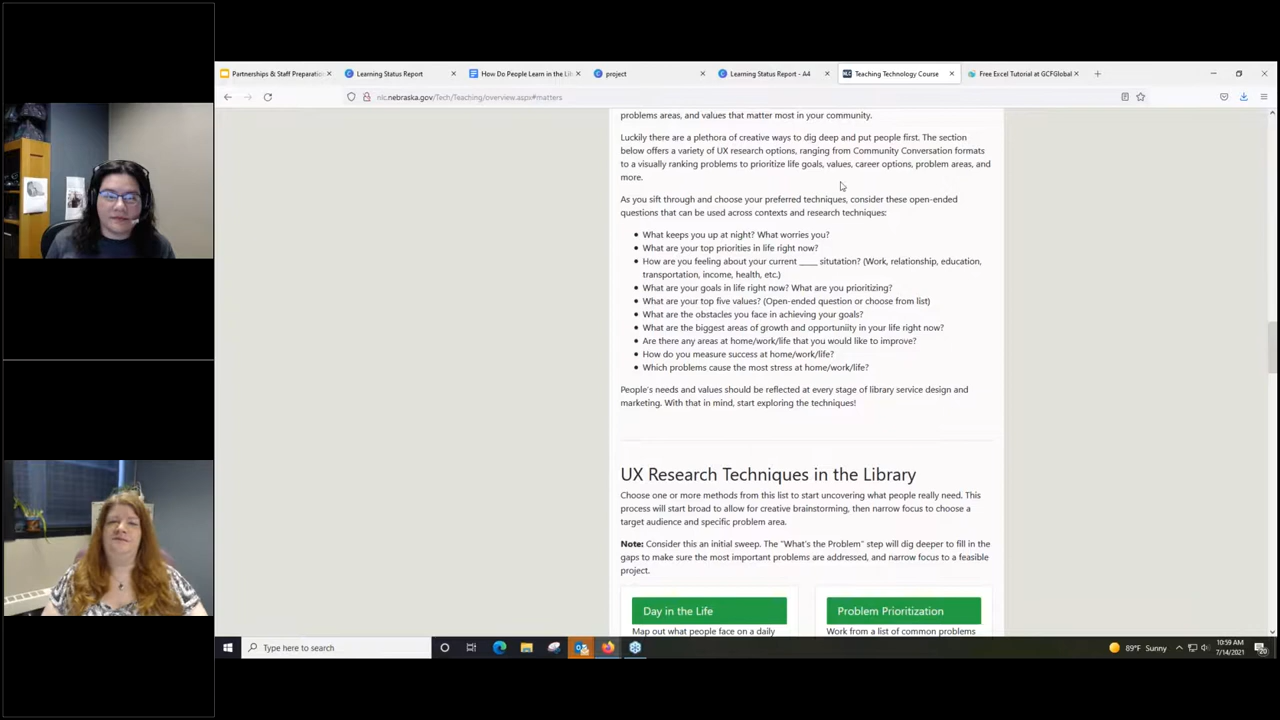 Partnerships & Staff Preparatio
Learning Status Report
How Do People Learn in the Lib
project
Learning Status Report - A4
Teaching Technology Course
Free Excel Tutorial at GCFGlobal
nlc.nebraska.gov/Tech/Teaching/overview.aspx#matters
problems areas, and values that matter most in your community.
Luckily there are a plethora of creative ways to dig deep and put people first. The section
below offers a variety of UX research options, ranging from Community Conversation formats
to a visually ranking problems to prioritize life goals, values, career options, problem areas, and
more.
As you sift through and choose your preferred techniques, consider these open-ended
questions that can be used across contexts and research techniques:
• What keeps you up at night? What worries you?
• What are your top priorities in life right now?
• How are you feeling about your current ____ situtation? (Work, relationship, education,
transportation, income, health, etc.)
• What are your goals in life right now? What are you prioritizing?
• What are your top five values? (Open-ended question or choose from list)
• What are the obstacles you face in achieving your goals?
• What are the biggest areas of growth and opportuniity in your life right now?
• Are there any areas at home/work/life that you would like to improve?
• How do you measure success at home/work/life?
• Which problems cause the most stress at home/work/life?
People's needs and values should be reflected at every stage of library service design and
marketing. With that in mind, start exploring the techniques!
UX Research Techniques in the Library
Choose one or more methods from this list to start uncovering what people really need. This
process will start broad to allow for creative brainstorming, then narrow focus to choose a
target audience and specific problem area.
Note: Consider this an initial sweep. The "What's the Problem" step will dig deeper to fill in the
gaps to make sure the most important problems are addressed, and narrow focus to a feasible
project.
Day in the Life
Problem Prioritization
Map out what people face on a daily
Work from a list of common problems
Type here to search
89°F Sunny
10:59 AM
7/14/2021
20